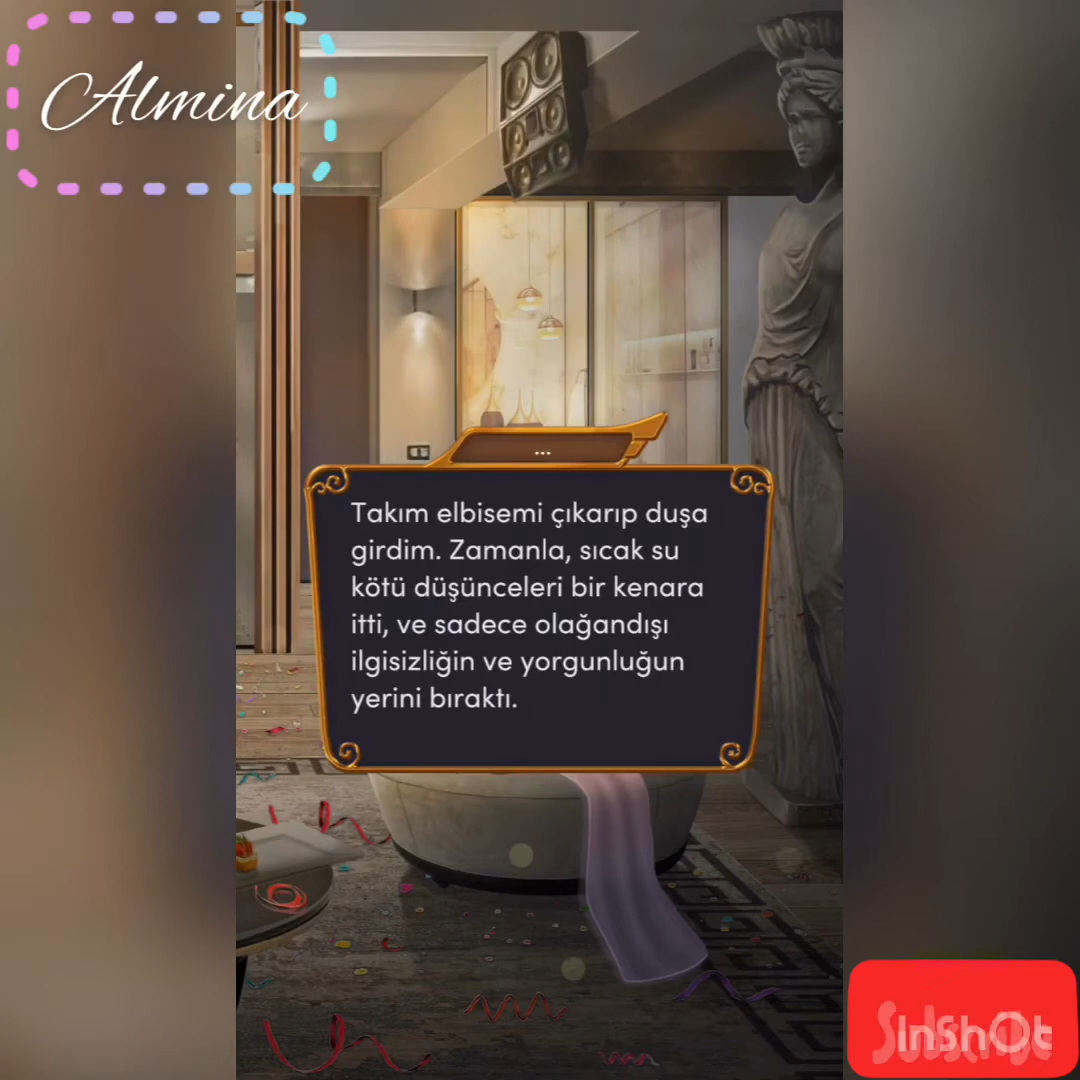 Almina
...
Takım elbisemi çıkarıp duşa
girdim. Zamanla, sıcak su
kötü düşünceleri bir kenara
itti, ve sadece olağandışı
ilgisizliğin ve yorgunluğun
yerini bıraktı.
InShOt